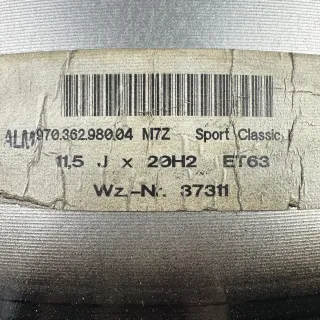 ALM 970.362.980.04 M7Z Sport Classic
11,5 J x 20H2 ET63
Wz.-Nr. 37311